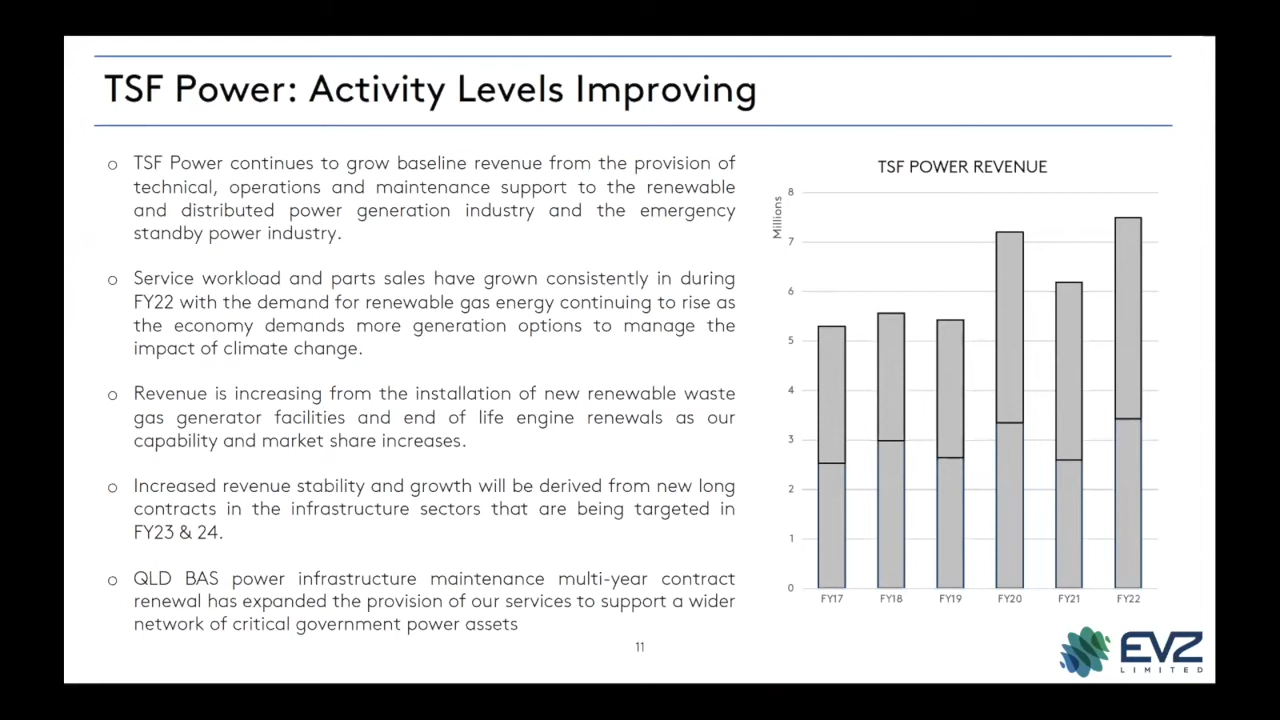 TSF Power: Activity Levels Improving
o TSF Power continues to grow baseline revenue from the provision of
technical, operations and maintenance support to the renewable
and distributed power generation industry and the emergency
standby power industry.
o Service workload and parts sales have grown consistently in during
FY22 with the demand for renewable gas energy continuing to rise as
the economy demands more generation options to manage the
impact of climate change.
o Revenue is increasing from the installation of new renewable waste
gas generator facilities and end of life engine renewals as our
capability and market share increases.
o Increased revenue stability and growth will be derived from new long
contracts in the infrastructure sectors that are being targeted in
FY23 & 24.
o QLD BAS power infrastructure maintenance multi-year contract
renewal has expanded the provision of our services to support a wider
network of critical government power assets
TSF POWER REVENUE
Millions
8
7
6
5
4
3
2
1
0
FY17 FY18 FY19 FY20 FY21 FY22
11
EVZ
LIMITED